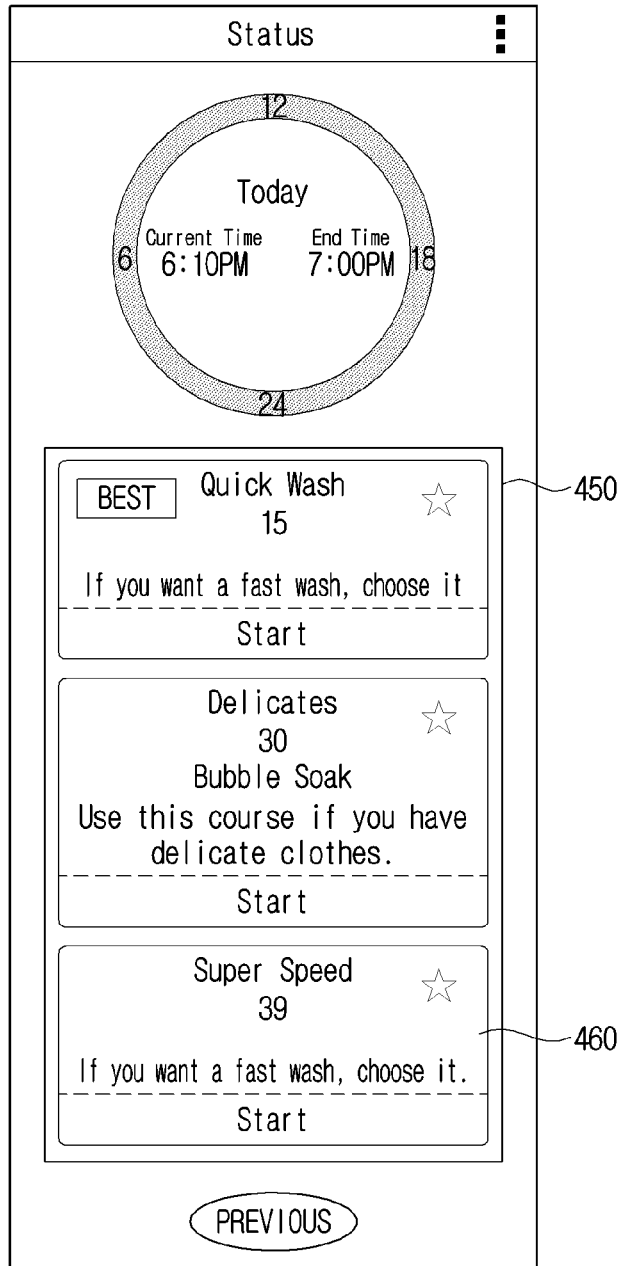 Status
12
Today
Current Time End Time
6 6:10PM 7:00PM 18
24
BEST Quick Wash
15
If you want a fast wash, choose it
Start
450
Delicates
30
Bubble Soak
Use this course if you have
delicate clothes.
Start
Super Speed
39
If you want a fast wash, choose it.
Start
460
PREVIOUS